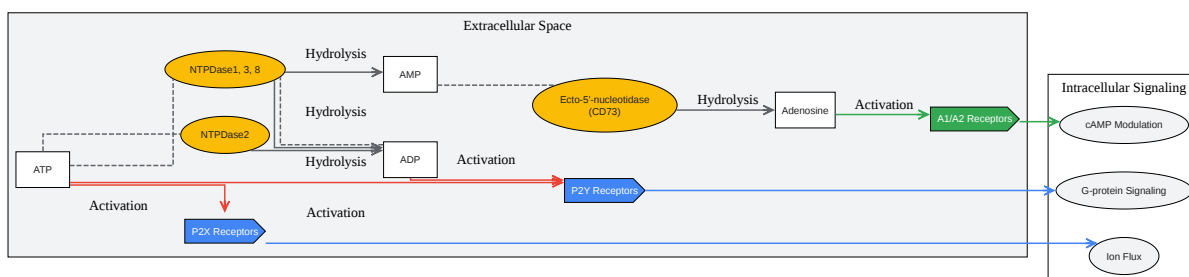 Extracellular Space
Hydrolysis
NTPDase1, 3, 8
AMP
Intracellular Signaling
Ecto-5'-nucleotidase
(CD73)
Hydrolysis
Adenosine
Activation
A1/A2 Receptors
cAMP Modulation
Hydrolysis
NTPDase2
Hydrolysis
ADP
Activation
ATP
P2Y Receptors
G-protein Signaling
Activation
Activation
P2X Receptors
Ion Flux